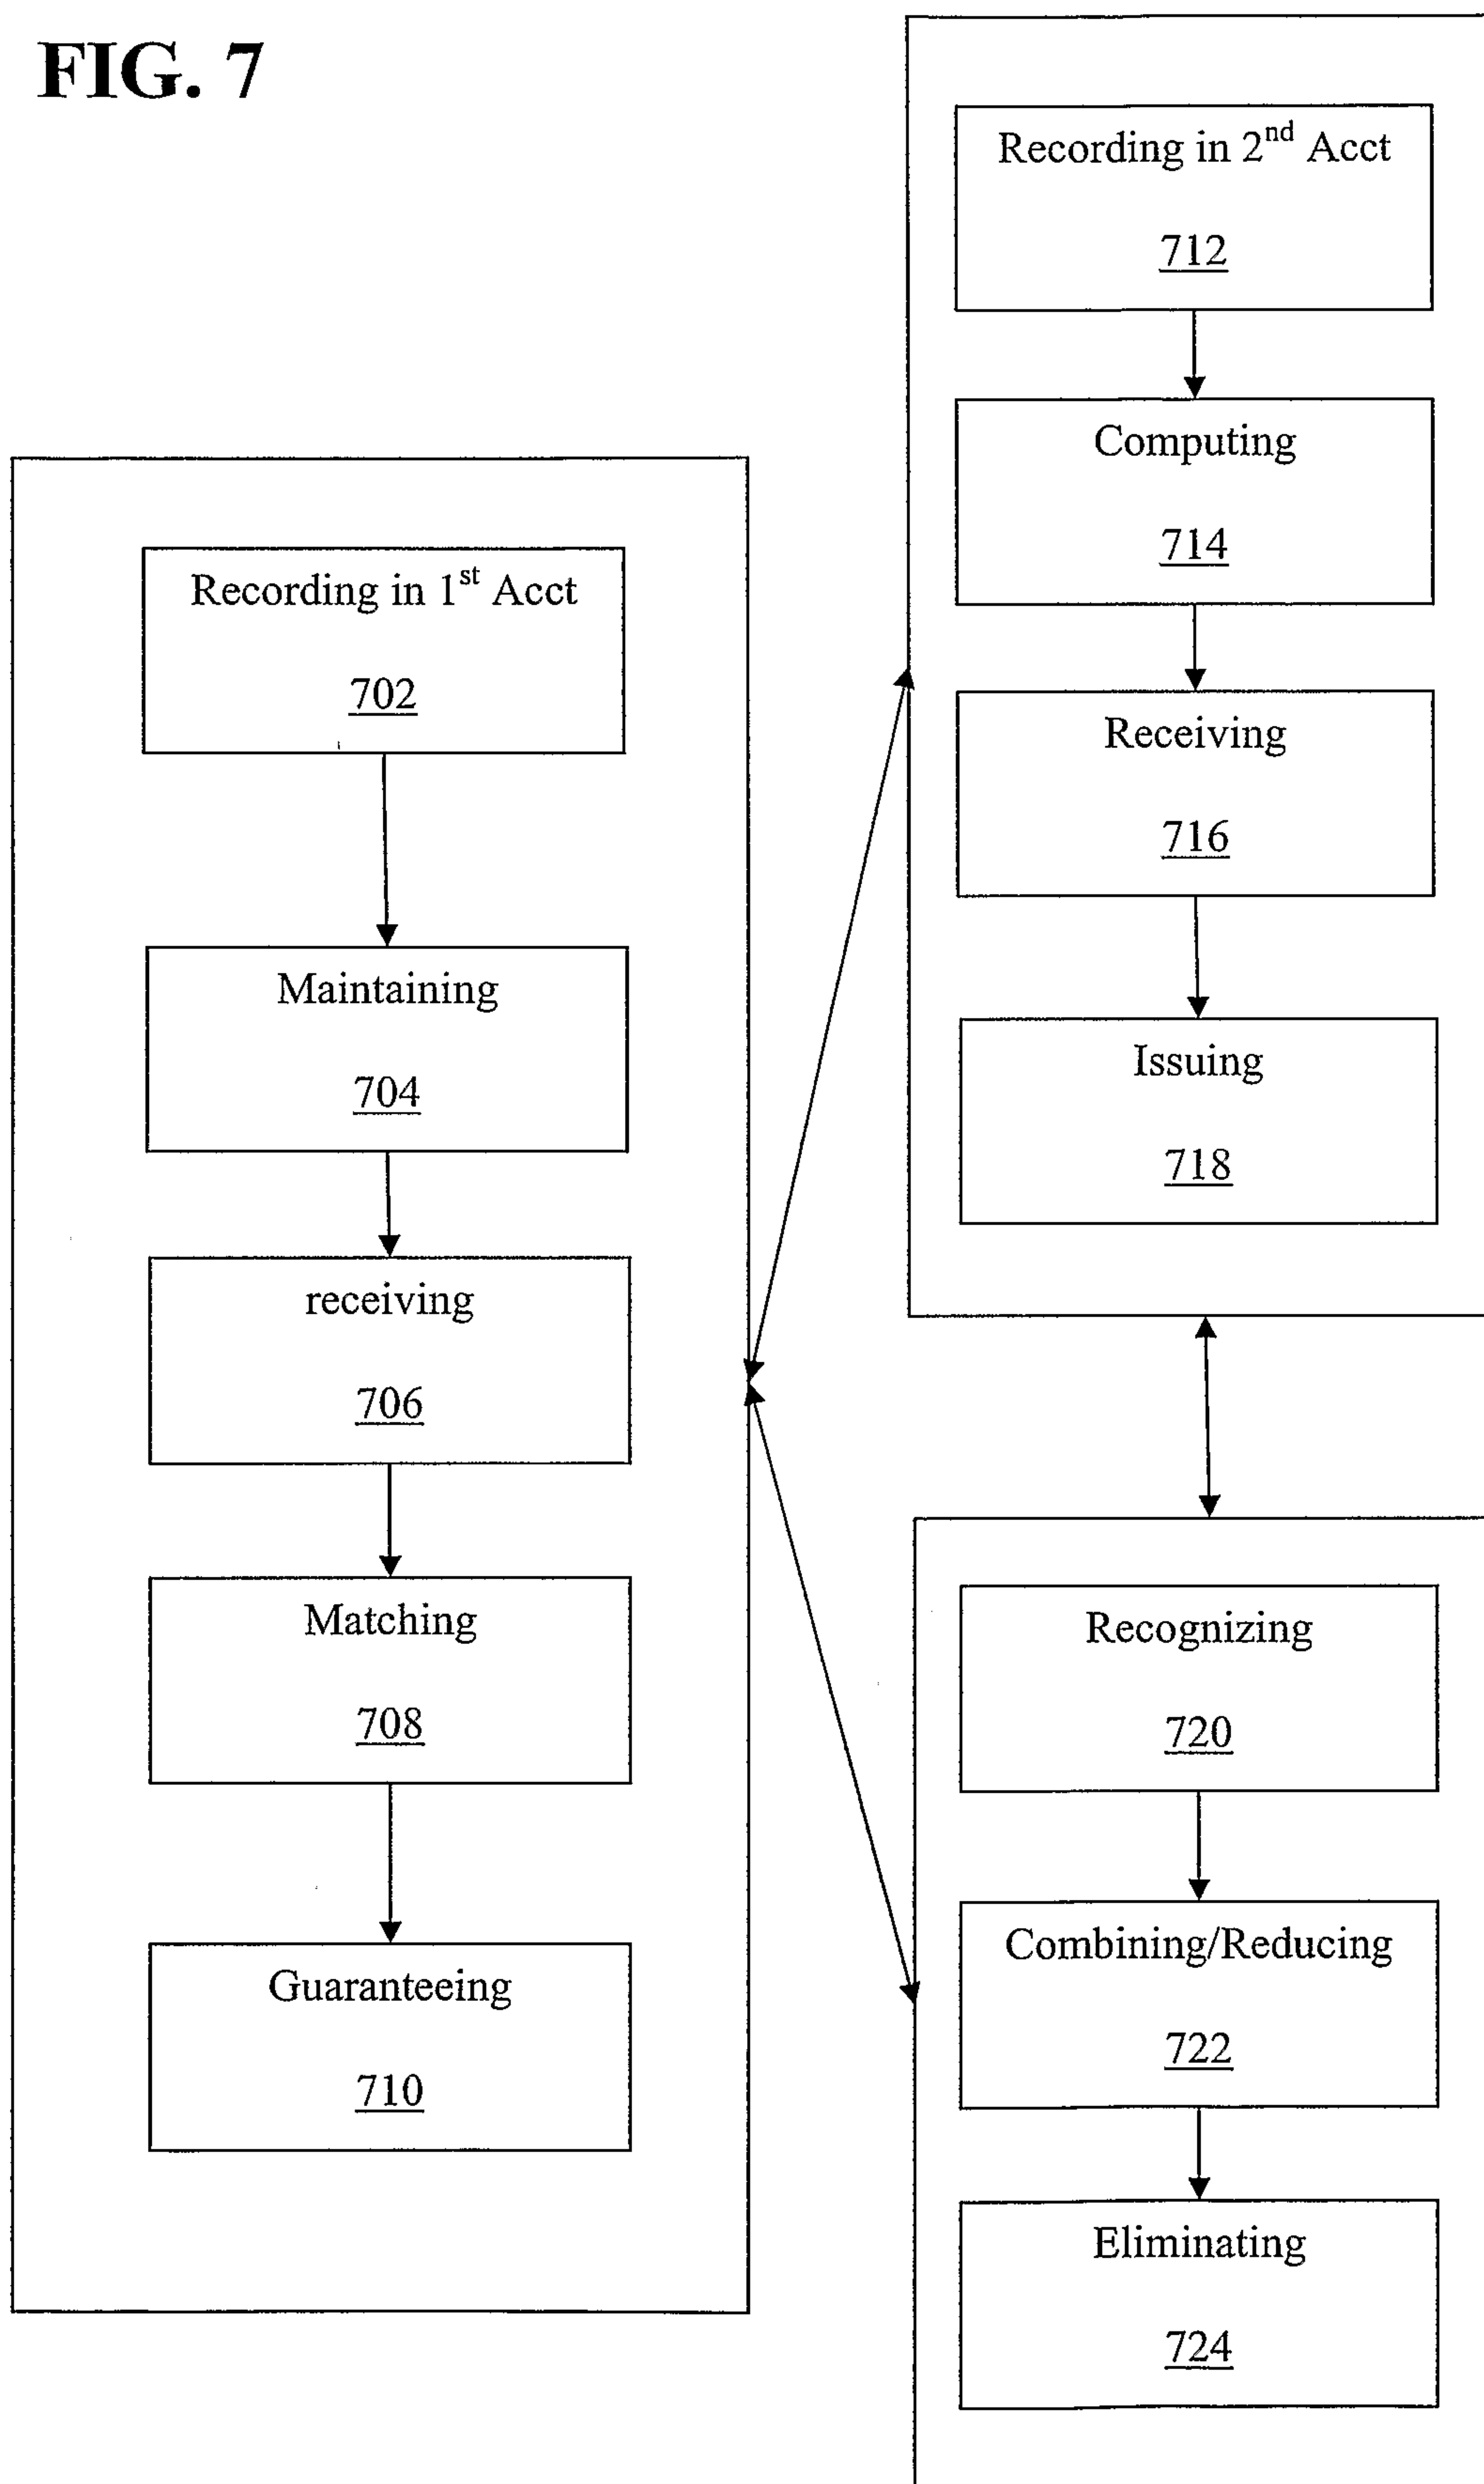 FIG. 7
Recording in 1st Acct
702
Maintaining
704
receiving
706
Matching
708
Guaranteeing
710
Recording in 2nd Acct
712
Computing
714
Receiving
716
Issuing
718
Recognizing
720
Combining/Reducing
722
Eliminating
724